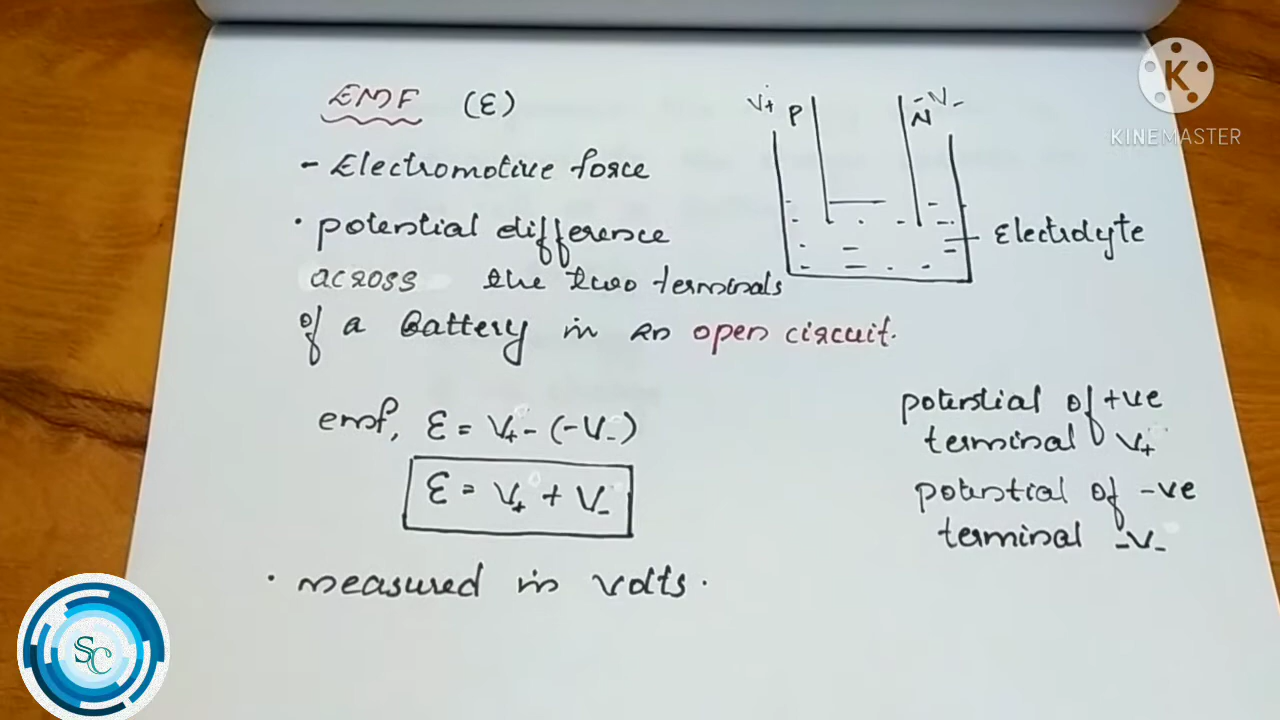 EMF (ε)
- Electromotive force
• potential difference
across the two terminals
of a Battery in an open circuit.
emf, ε = V₊ - (-V₋)
ε = V₊ + V₋
• measured in volts.
V₊ P
N -V₋
Electrolyte
potential of +ve
terminal V₊
potential of -ve
terminal -V₋
K
KINEMASTER
SC